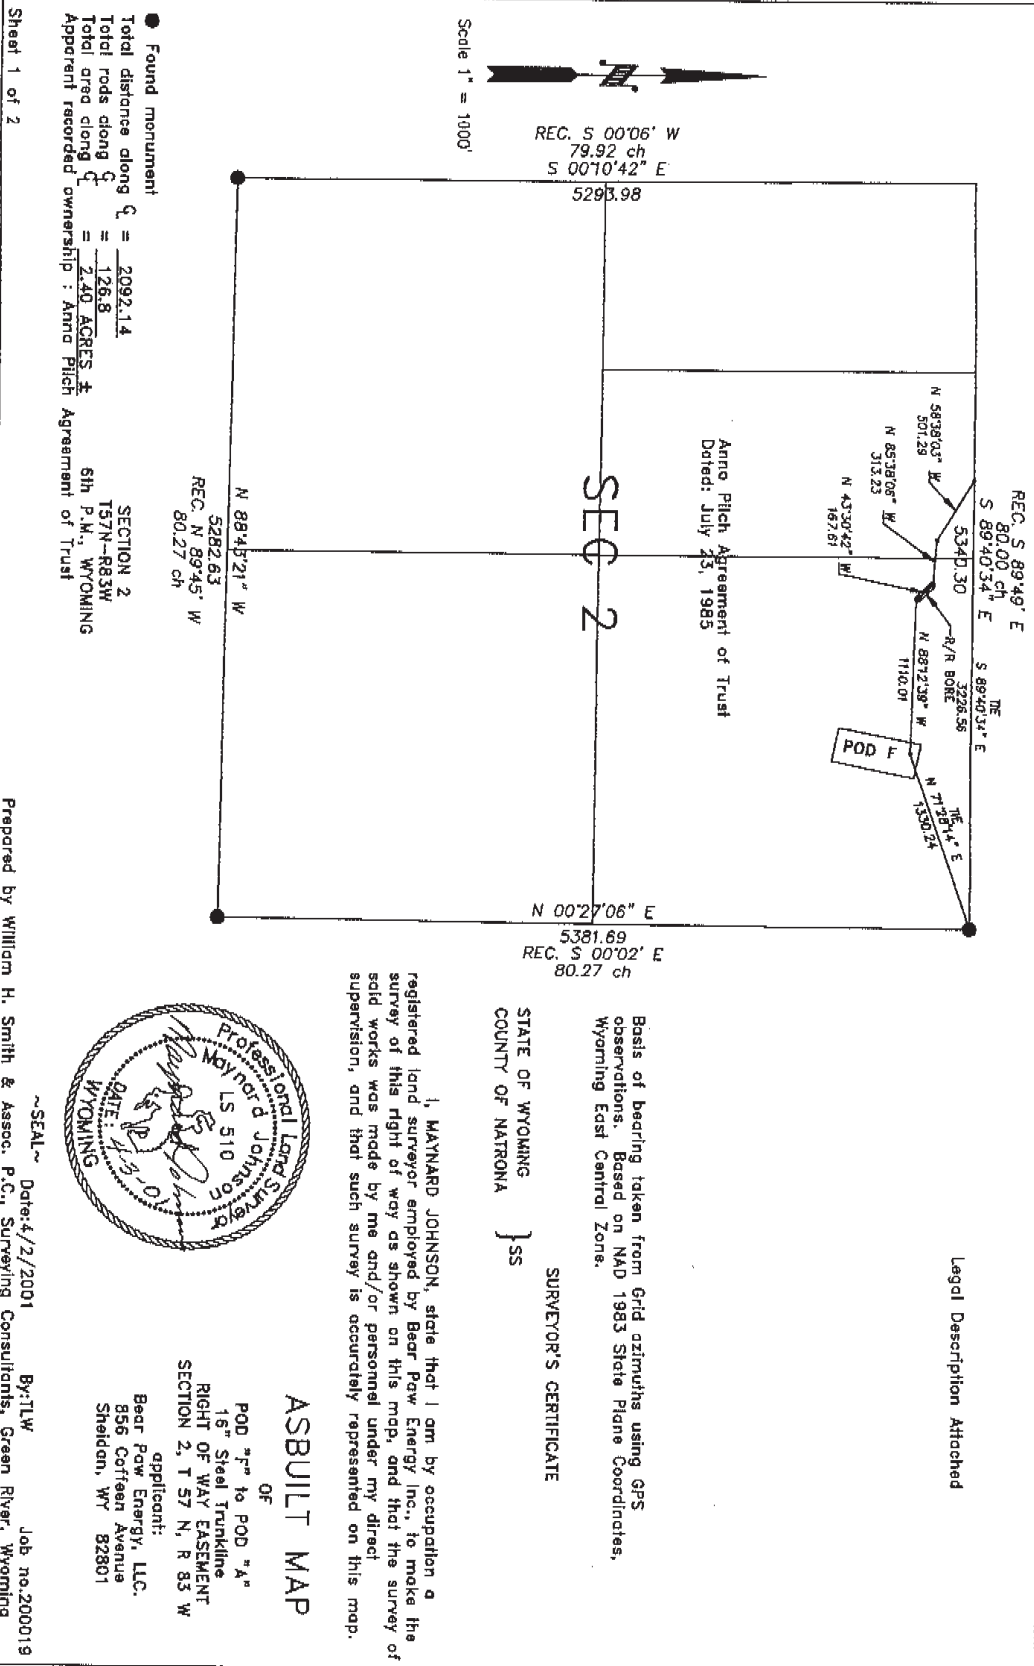 REC. S 89°49' E
80.00 ch
S 89°40'34" E
5340.30
TIE
S 89°40'34" E
3226.56
N 58°38'03" W
501.29
N 85°38'06" W
313.23
N 43°30'42" W
167.61
R/R BORE
N 88°12'39" W
1110.01
POD F
TIE
N 71°28'14" E
1330.24
Anna Pilch Agreement of Trust
Dated: July 23, 1985
SEC 2
REC. S 00°06' W
79.92 ch
S 00°10'42" E
5293.98
N 00°27'06" E
5381.69
REC. S 00°02' E
80.27 ch
N 88°43'21" W
5282.63
REC. N 89°45' W
80.27 ch
Scale 1" = 1000'
Found monument
Total distance along ℄ = 2092.14
Total rods along ℄ = 126.8
Total area along ℄ = 2.40 ACRES ±
Apparent recorded ownership : Anna Pilch Agreement of Trust
SECTION 2
T57N-R83W
6th P.M., WYOMING
Sheet 1 of 2
Legal Description Attached
Basis of bearing taken from Grid azimuths using GPS
observations. Based on NAD 1983 State Plane Coordinates,
Wyoming East Central Zone.
SURVEYOR'S CERTIFICATE
STATE OF WYOMING
COUNTY OF NATRONA }SS
I, MAYNARD JOHNSON, state that I am by occupation a
registered land surveyor employed by Bear Paw Energy Inc., to make the
survey of this right of way as shown on this map, and that the survey of
said works was made by me and/or personnel under my direct
supervision, and that such survey is accurately represented on this map.
Professional Land Surveyor
Maynard Johnson
LS 510
DATE:
WYOMING
~SEAL~
ASBUILT MAP
OF
POD "F" to POD "A"
16" Steel Trunkline
RIGHT OF WAY EASEMENT
SECTION 2, T 57 N, R 83 W
applicant:
Bear Paw Energy, LLC.
856 Coffeen Avenue
Sheidan, WY 82801
Date:4/2/2001 By:TLW Job no.200019
Prepared by William H. Smith & Assoc. P.C., Surveying Consultants, Green River, Wyoming